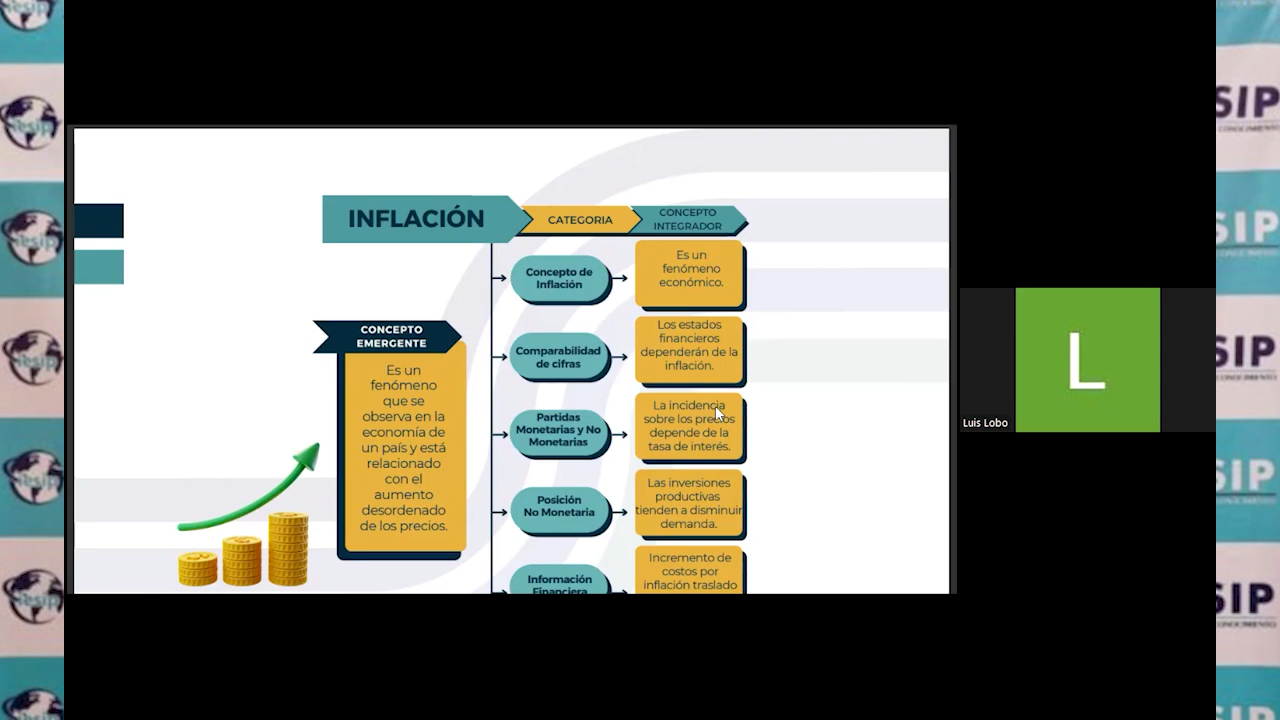 INFLACIÓN
CATEGORIA
CONCEPTO
INTEGRADOR
CONCEPTO
EMERGENTE
Es un
fenómeno
que se
observa en la
economía de
un país y está
relacionado
con el
aumento
desordenado
de los precios.
Concepto de
Inflación
Es un
fenómeno
económico.
Comparabilidad
de cifras
Los estados
financieros
dependerán de la
inflación.
Partidas
Monetarias y No
Monetarias
La incidencia
sobre los precios
depende de la
tasa de interés.
Posición
No Monetaria
Las inversiones
productivas
tienden a disminuir
demanda.
Información
Financiera
Incremento de
costos por
inflación traslado
L
Luis Lobo
SIP
CONOCIMIENTO
SIP
SIP
SIP
SIP